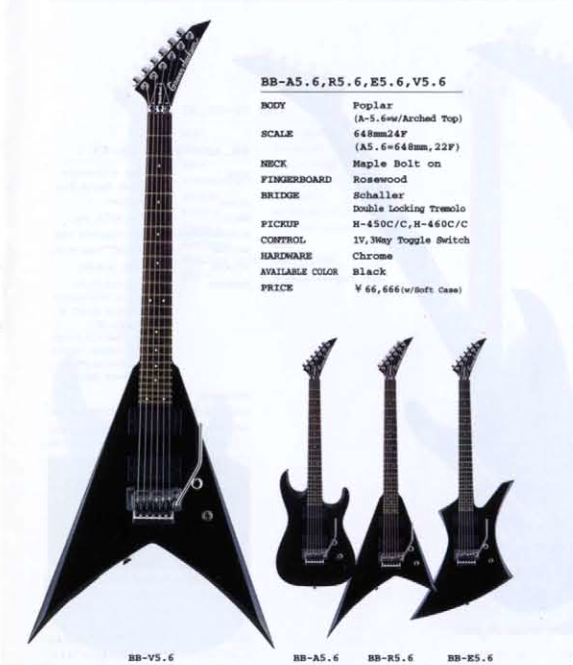 BB-A5.6,R5.6,E5.6,V5.6
BODY Poplar
(A-5.6=w/Arched Top)
SCALE 648mm24F
(A5.6=648mm,22F)
NECK Maple Bolt on
FINGERBOARD Rosewood
BRIDGE Schaller
Double Locking Tremolo
PICKUP H-450C/C,H-460C/C
CONTROL 1V,3Way Toggle Switch
HARDWARE Chrome
AVAILABLE COLOR Black
PRICE ¥66,666(w/Soft Case)
BB-V5.6
BB-A5.6 BB-R5.6 BB-E5.6